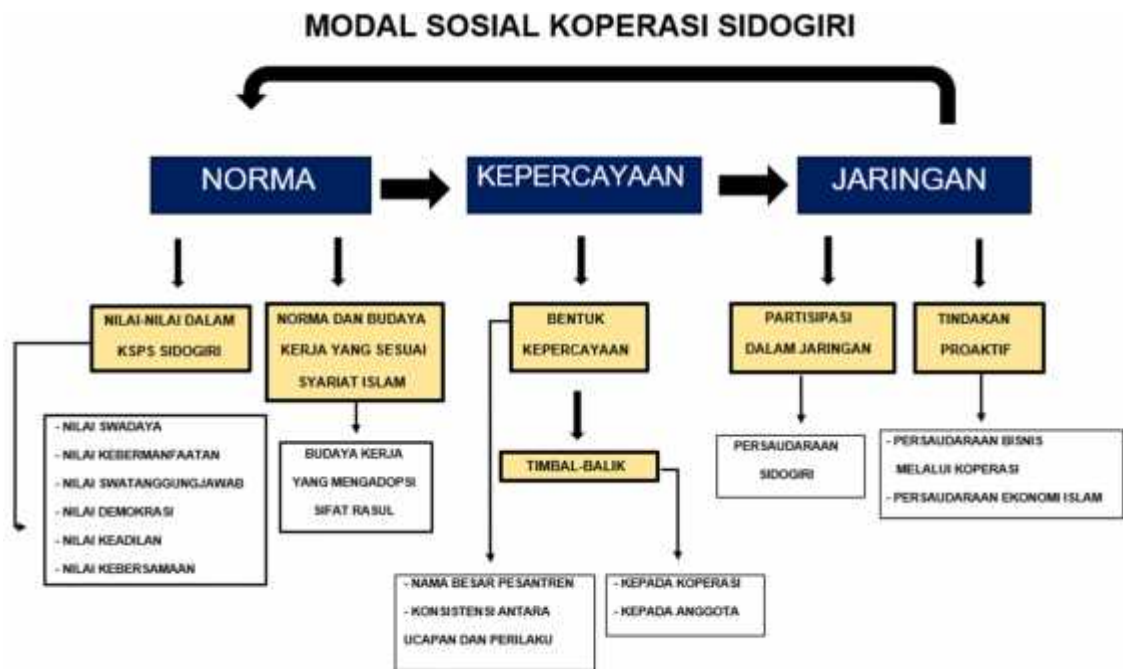 MODAL SOSIAL KOPERASI SIDOGIRI
NORMA
KEPERCAYAAN
JARINGAN
NILAI-NILAI DALAM
KSPS SIDOGIRI
NORMA DAN BUDAYA
KERJA YANG SESUAI
SYARIAT ISLAM
BENTUK
KEPERCAYAAN
PARTISIPASI
DALAM JARINGAN
TINDAKAN
PROAKTIF
- NILAI SWADAYA
- NILAI KEBERMANFAATAN
- NILAI SWATANGGUNGJAWAB
- NILAI DEMOKRASI
- NILAI KEADILAN
- NILAI KEBERSAMAAN
BUDAYA KERJA
YANG MENGADOPSI
SIFAT RASUL
TIMBAL-BALIK
PERSAUDARAAN
SIDOGIRI
- PERSAUDARAAN BISNIS
MELALUI KOPERASI
- PERSAUDARAAN EKONOMI ISLAM
- NAMA BESAR PESANTREN
- KONSISTENSI ANTARA
UCAPAN DAN PERILAKU
- KEPADA KOPERASI
- KEPADA ANGGOTA